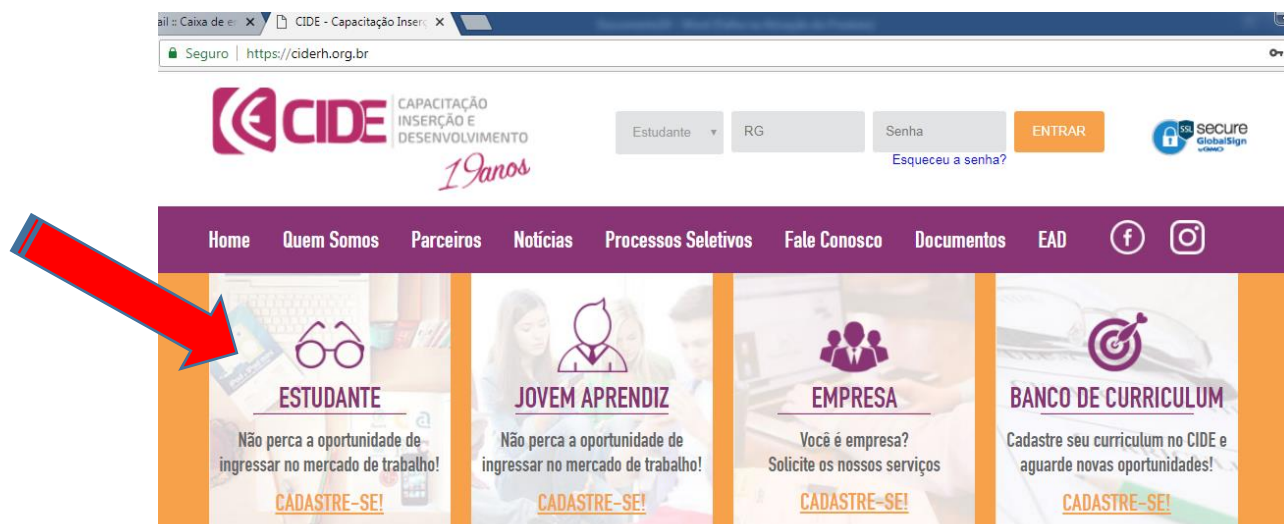 ail :: Caixa de e
CIDE - Capacitação Inserç
Seguro | https://ciderh.org.br
CIDE
CAPACITAÇÃO
INSERÇÃO E
DESENVOLVIMENTO
19anos
Estudante
RG
Senha
ENTRAR
Esqueceu a senha?
SSL
secure
GlobalSign
by GMO
Home Quem Somos Parceiros Notícias Processos Seletivos Fale Conosco Documentos EAD
ESTUDANTE
Não perca a oportunidade de
ingressar no mercado de trabalho!
CADASTRE-SE!
JOVEM APRENDIZ
Não perca a oportunidade de
ingressar no mercado de trabalho!
CADASTRE-SE!
EMPRESA
Você é empresa?
Solicite os nossos serviços
CADASTRE-SE!
BANCO DE CURRICULUM
Cadastre seu curriculum no CIDE e
aguarde novas oportunidades!
CADASTRE-SE!